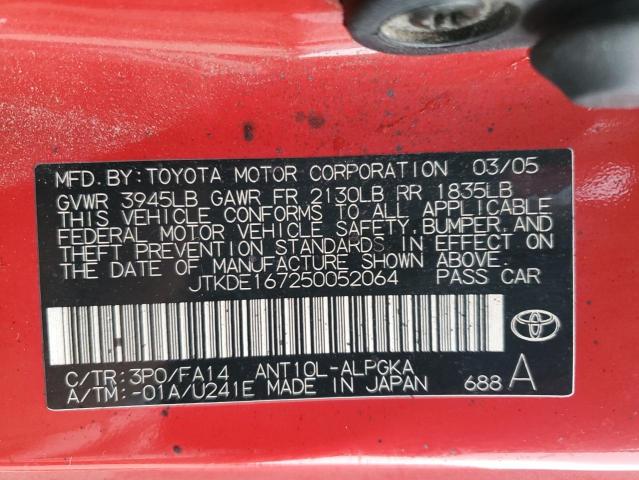 MFD.BY:TOYOTA MOTOR CORPORATION 03/05
GVWR 3945LB GAWR FR 2130LB RR 1835LB
THIS VEHICLE CONFORMS TO ALL APPLICABLE
FEDERAL MOTOR VEHICLE SAFETY,BUMPER,AND
THEFT PREVENTION STANDARDS IN EFFECT ON
THE DATE OF MANUFACTURE SHOWN ABOVE.
JTKDE167250052064 PASS CAR
C/TR:3P0/FA14 ANT10L-ALPGKA
A/TM:-01A/U241E MADE IN JAPAN 688 A